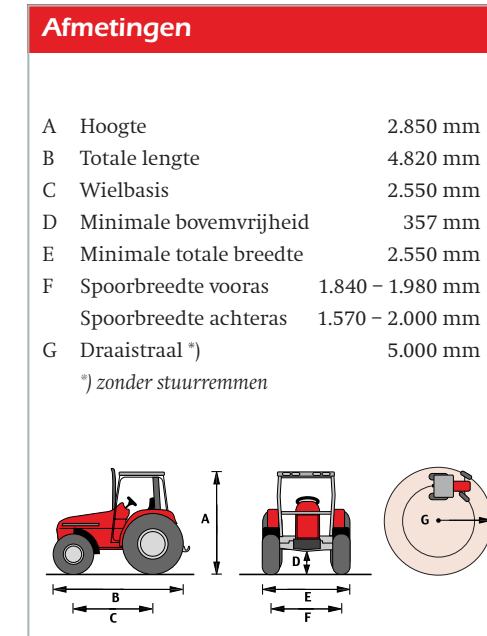 Afmetingen
A Hoogte 2.850 mm
B Totale lengte 4.820 mm
C Wielbasis 2.550 mm
D Minimale bovemvrijheid 357 mm
E Minimale totale breedte 2.550 mm
F Spoorbreedte vooras 1.840 – 1.980 mm
Spoorbreedte achteras 1.570 – 2.000 mm
G Draaistraal *) 5.000 mm
*) zonder stuurremmen
A
G
D
B
E
C
F